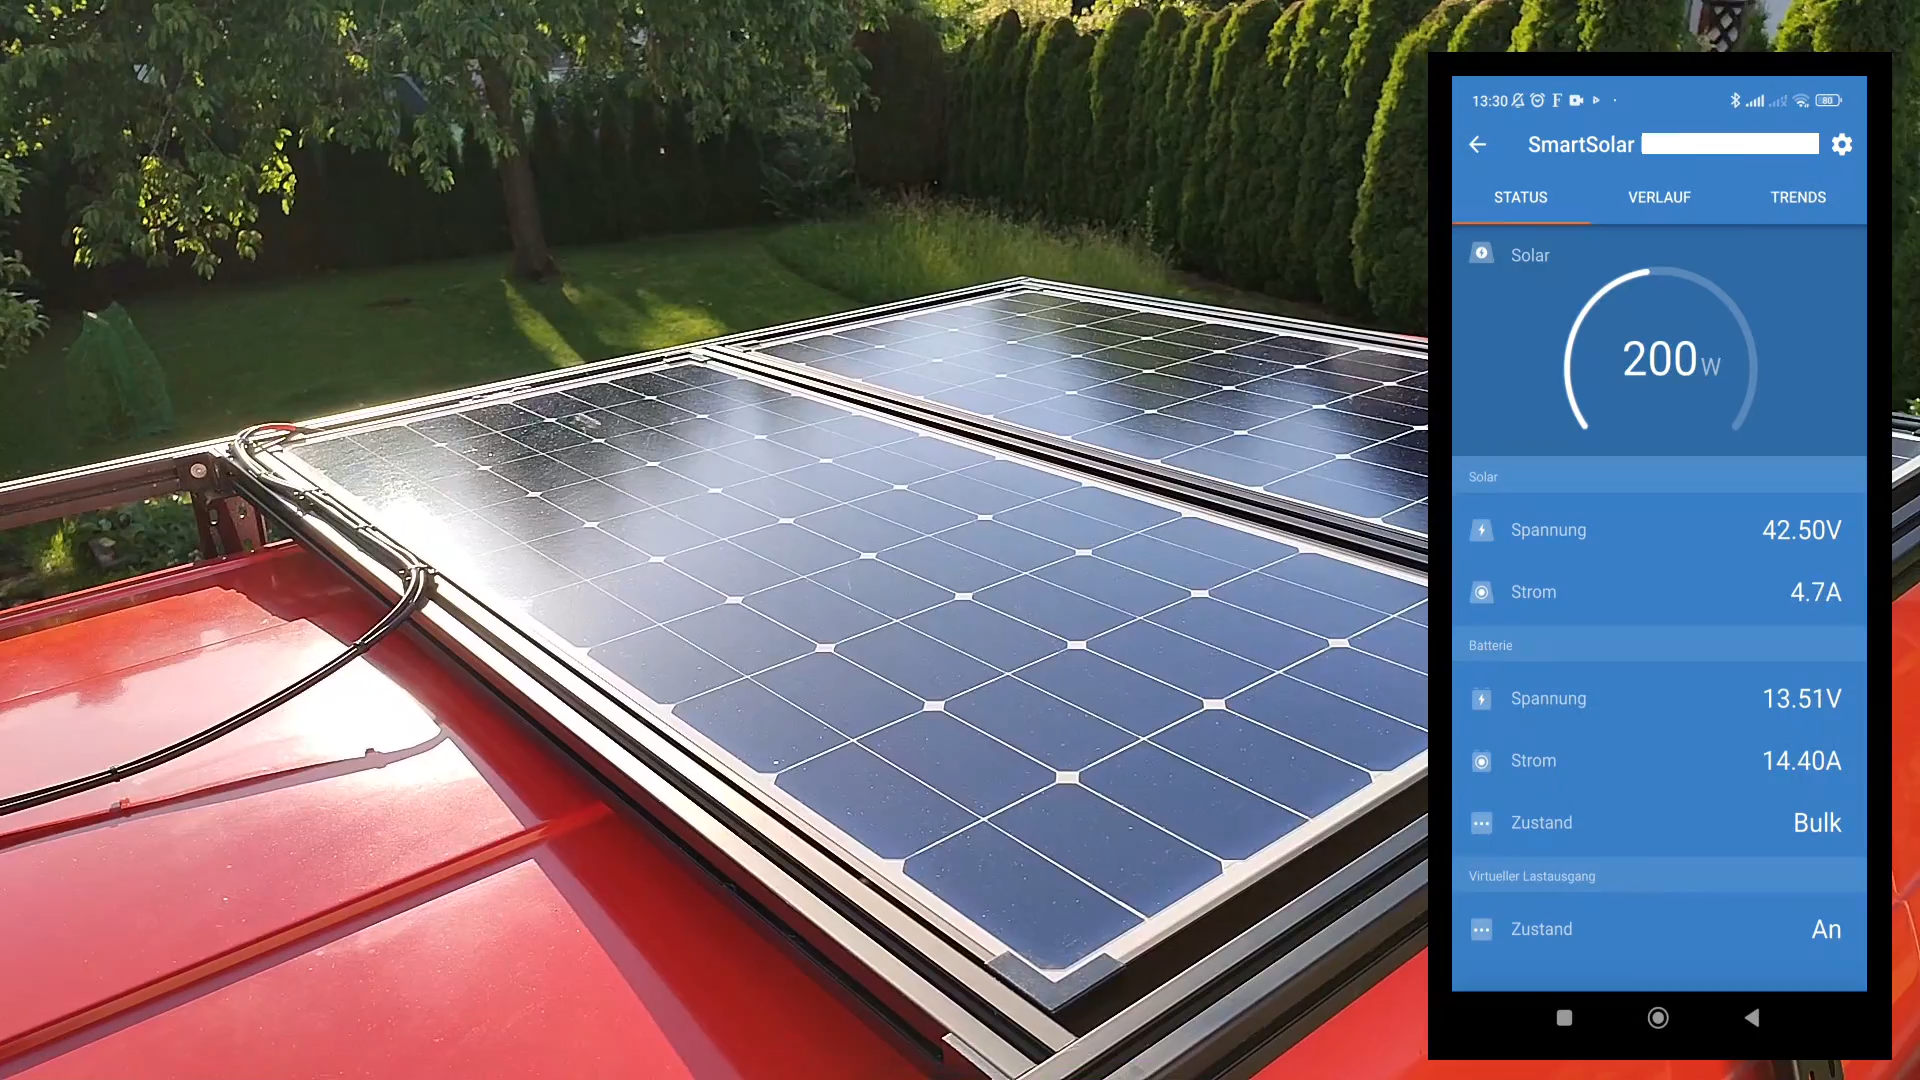 13:30 F 80
SmartSolar
STATUS VERLAUF TRENDS
Solar
200W
Solar
Spannung 42.50V
Strom 4.7A
Batterie
Spannung 13.51V
Strom 14.40A
Zustand Bulk
Virtueller Lastausgang
Zustand An